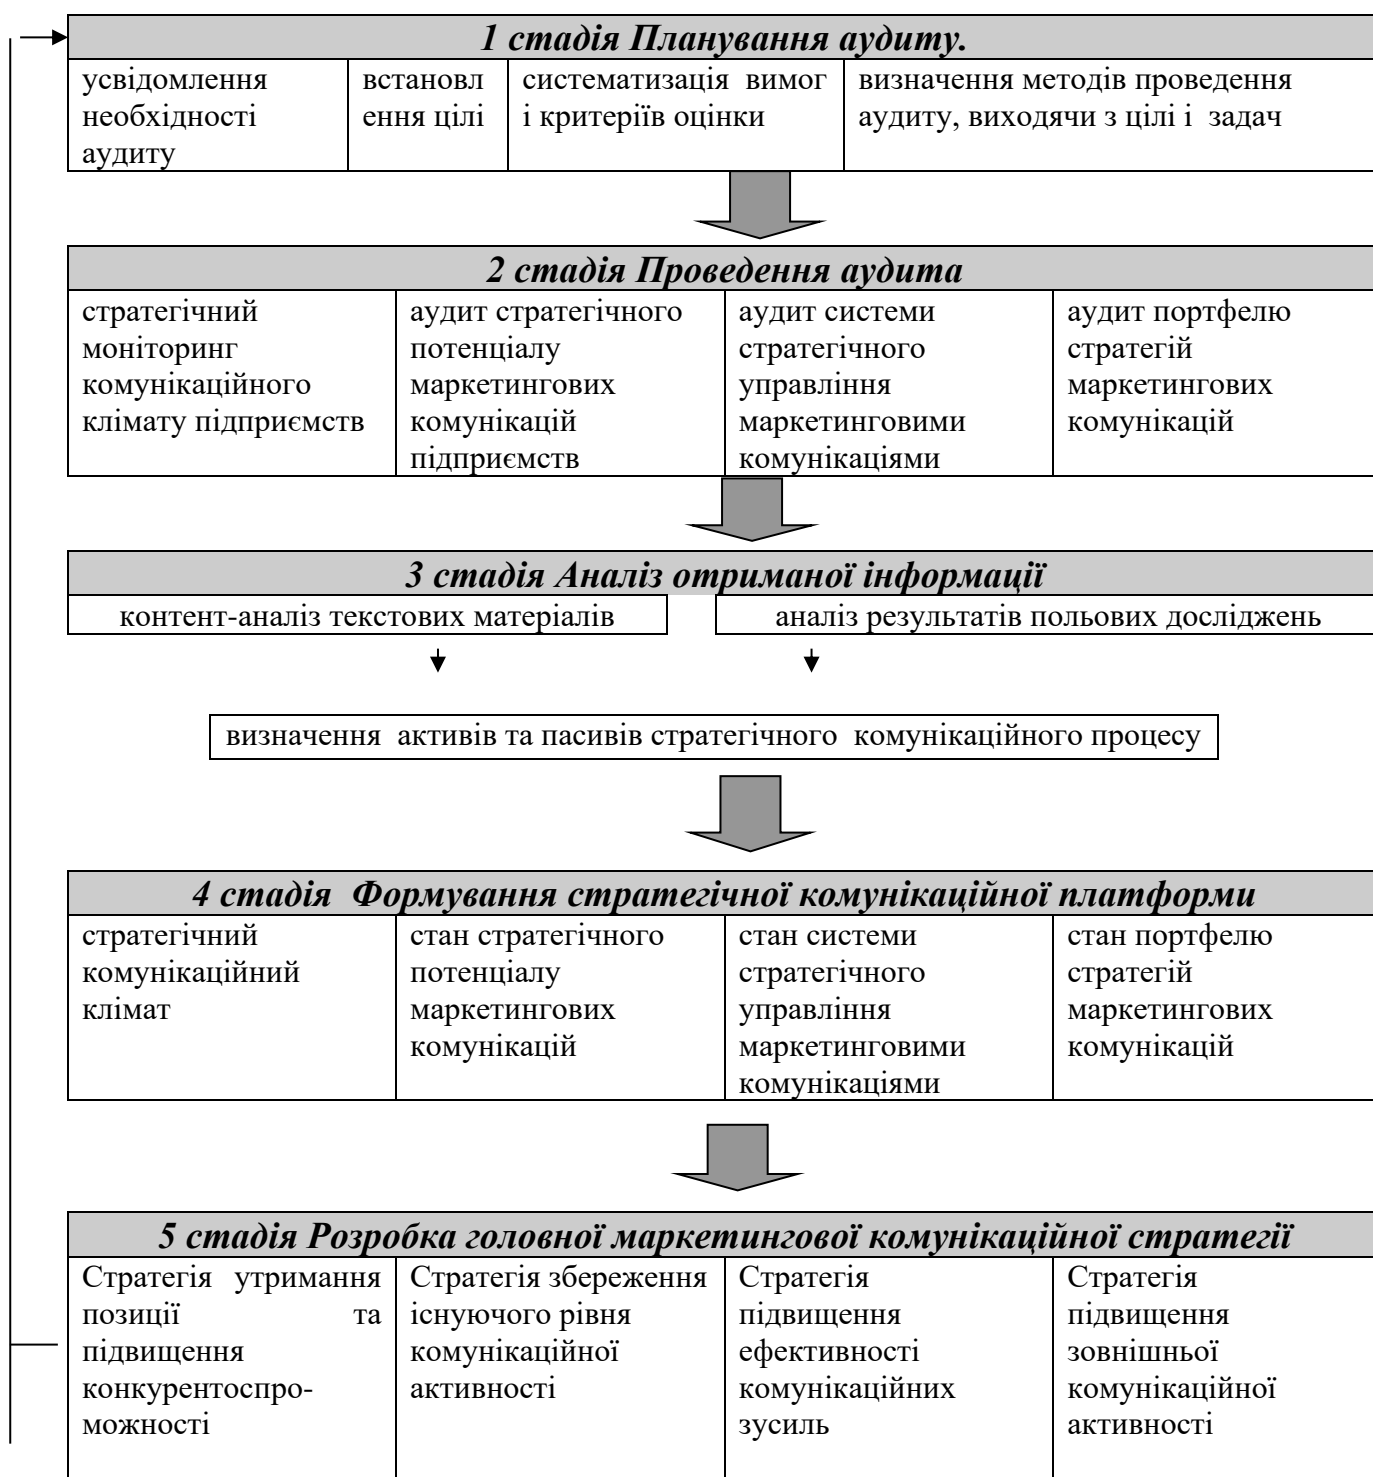 1 стадія Планування аудиту.
усвідомлення
необхідності
аудиту
встановл
ення цілі
систематизація вимог
і критеріїв оцінки
визначення методів проведення
аудиту, виходячи з цілі і задач
2 стадія Проведення аудита
стратегічний
моніторинг
комунікаційного
клімату підприємств
аудит стратегічного
потенціалу
маркетингових
комунікацій
підприємств
аудит системи
стратегічного
управління
маркетинговими
комунікаціями
аудит портфелю
стратегій
маркетингових
комунікацій
3 стадія Аналіз отриманої інформації
контент-аналіз текстових матеріалів
аналіз результатів польових досліджень
визначення активів та пасивів стратегічного комунікаційного процесу
4 стадія Формування стратегічної комунікаційної платформи
стратегічний
комунікаційний
клімат
стан стратегічного
потенціалу
маркетингових
комунікацій
стан системи
стратегічного
управління
маркетинговими
комунікаціями
стан портфелю
стратегій
маркетингових
комунікацій
5 стадія Розробка головної маркетингової комунікаційної стратегії
Стратегія утримання
позиції та
підвищення
конкурентоспро-
можності
Стратегія збереження
існуючого рівня
комунікаційної
активності
Стратегія
підвищення
ефективності
комунікаційних
зусиль
Стратегія
підвищення
зовнішньої
комунікаційної
активності